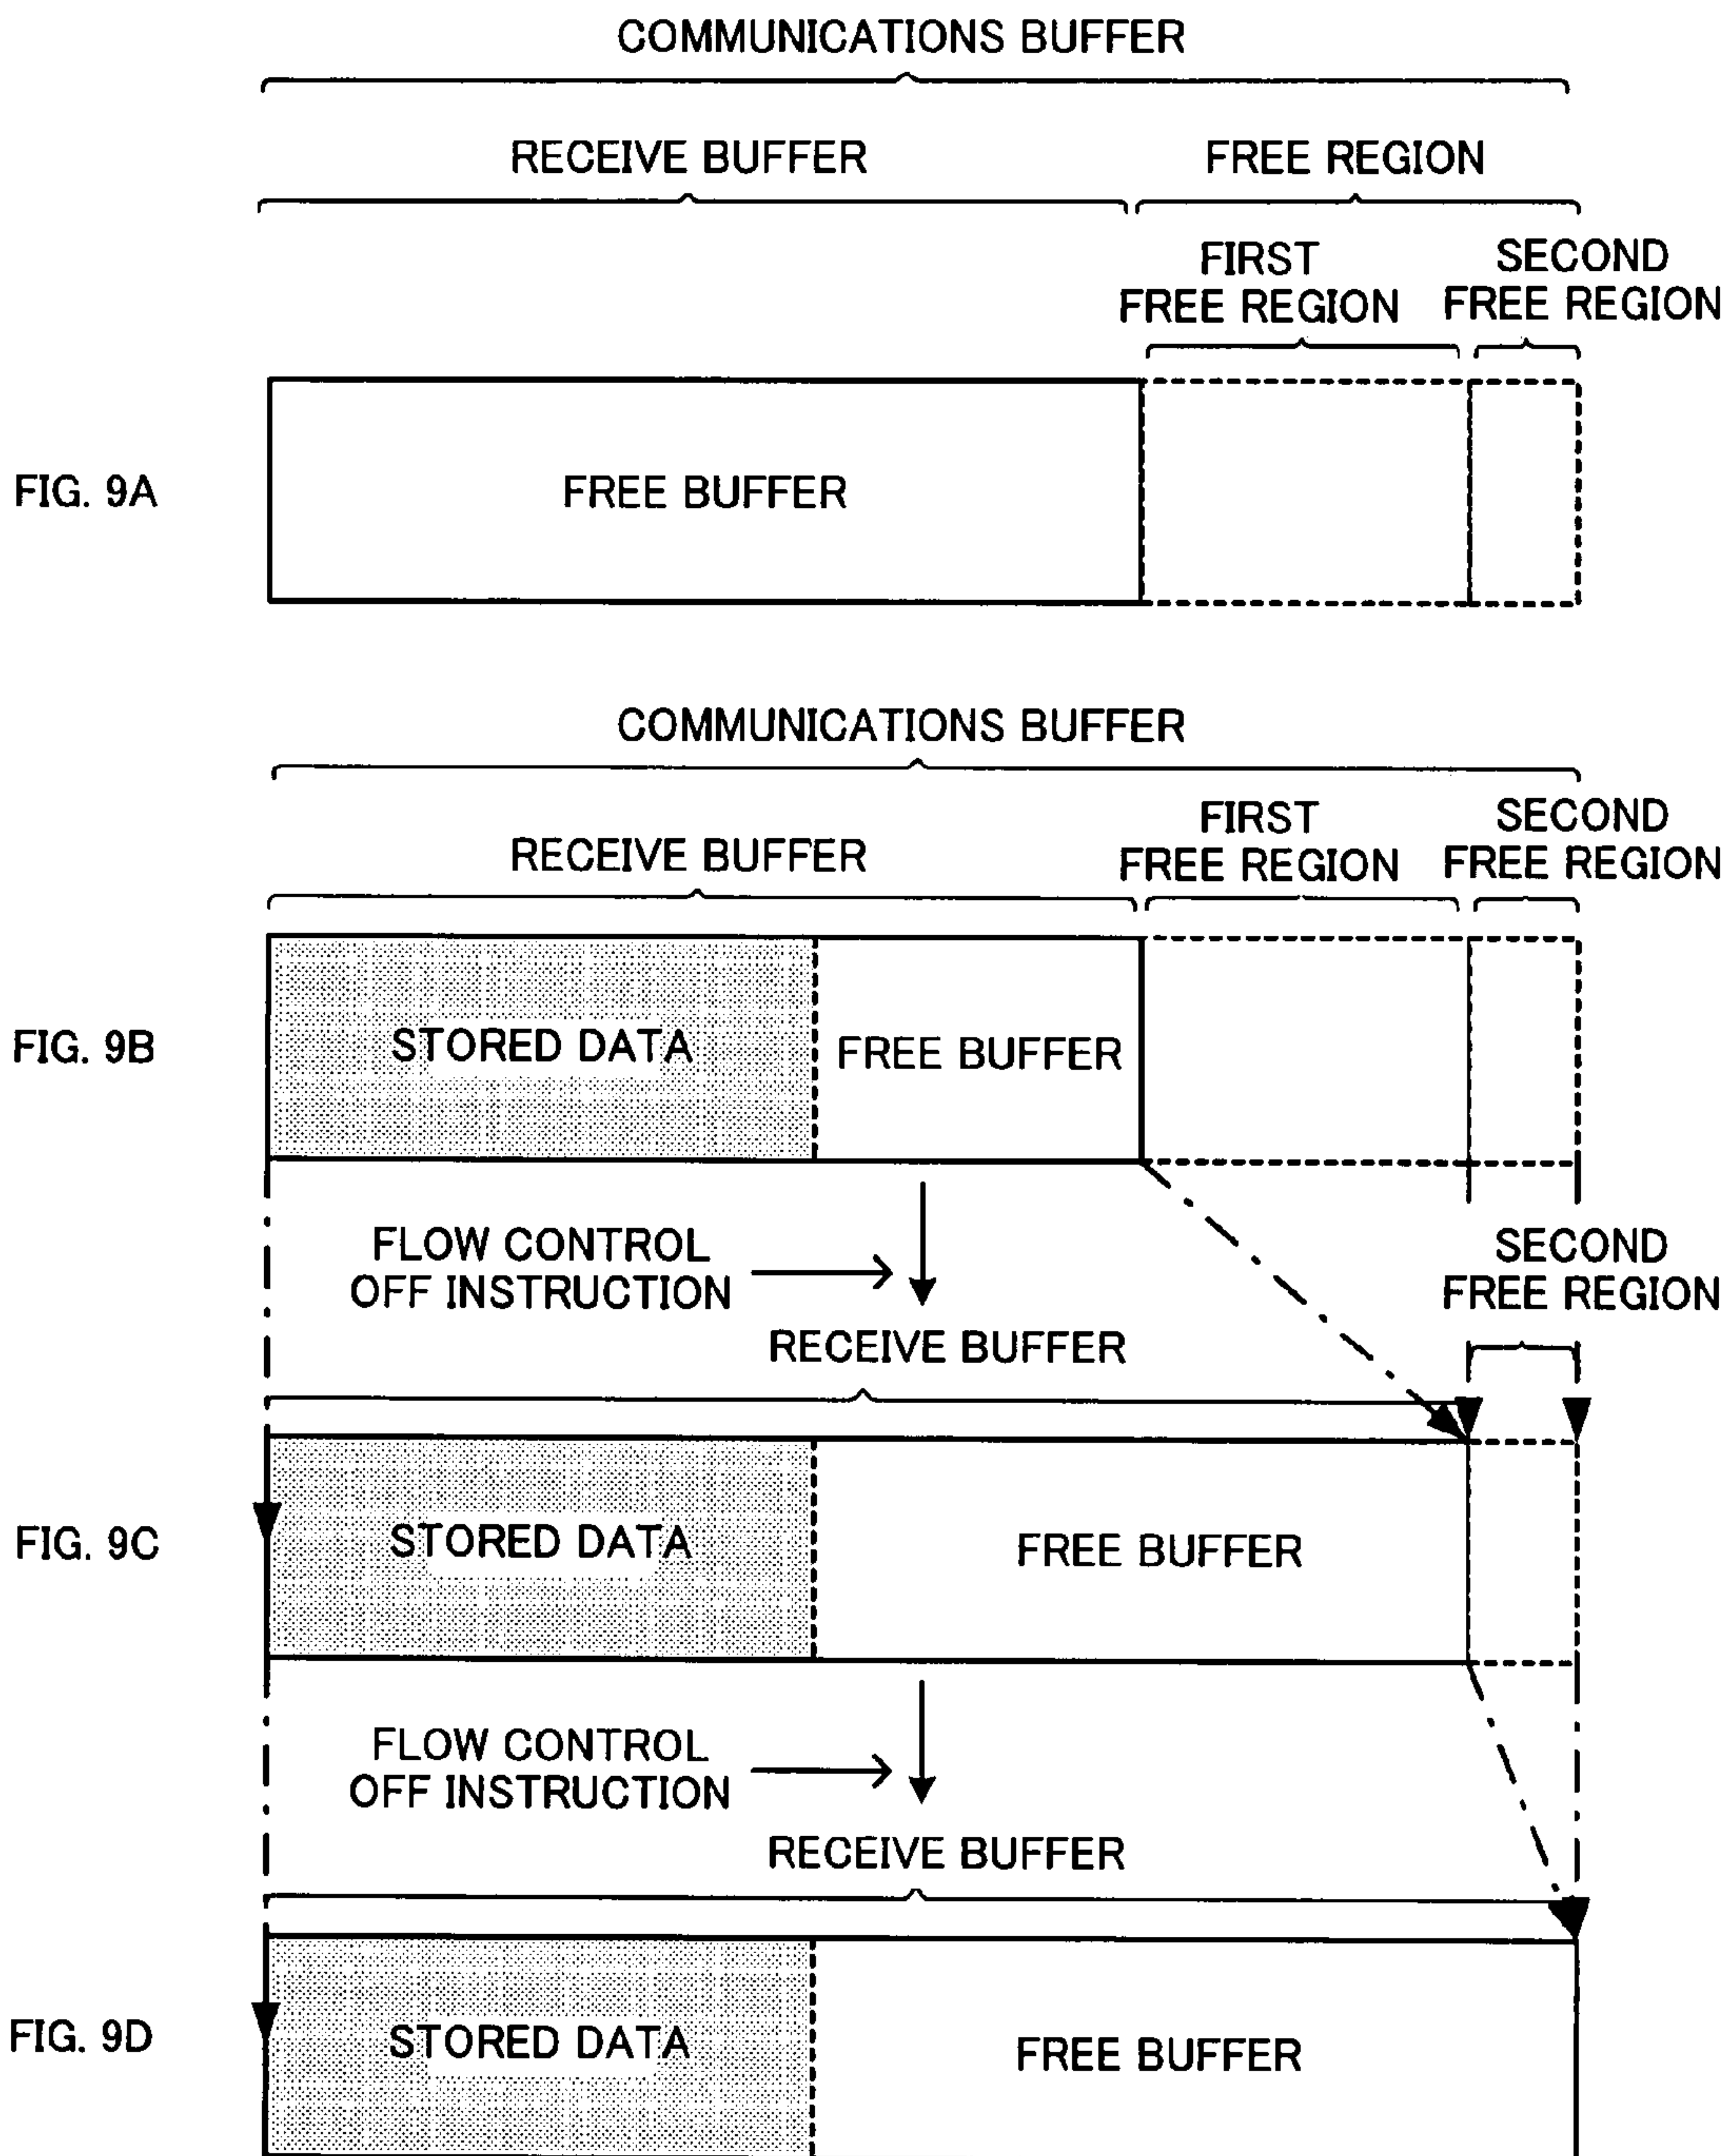 COMMUNICATIONS BUFFER
RECEIVE BUFFER
FREE REGION
FIRST
FREE REGION
SECOND
FREE REGION
FIG. 9A
FREE BUFFER
COMMUNICATIONS BUFFER
RECEIVE BUFFER
FIRST
FREE REGION
SECOND
FREE REGION
FIG. 9B
STORED DATA
FREE BUFFER
FLOW CONTROL
OFF INSTRUCTION
SECOND
FREE REGION
RECEIVE BUFFER
FIG. 9C
STORED DATA
FREE BUFFER
FLOW CONTROL
OFF INSTRUCTION
RECEIVE BUFFER
FIG. 9D
STORED DATA
FREE BUFFER